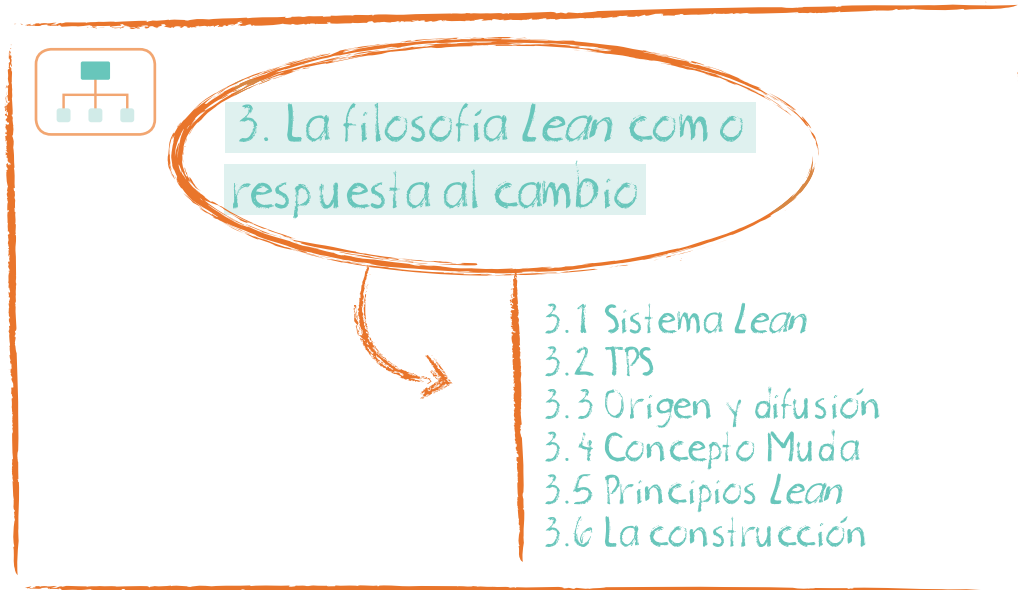 3. La filosofía Lean como
respuesta al cambio
3.1 Sistema Lean
3.2 TPS
3.3 Origen y difusión
3.4 Concepto Muda
3.5 Principios Lean
3.6 La construcción